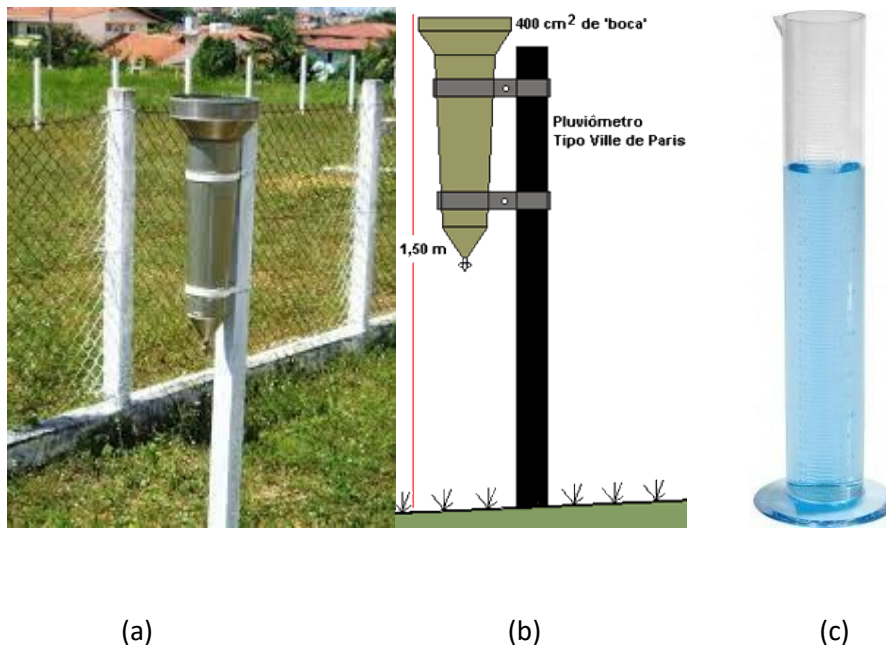 400 cm² de 'boca'
Pluviômetro
Tipo Ville de Paris
1,50 m
(a) (b) (c)